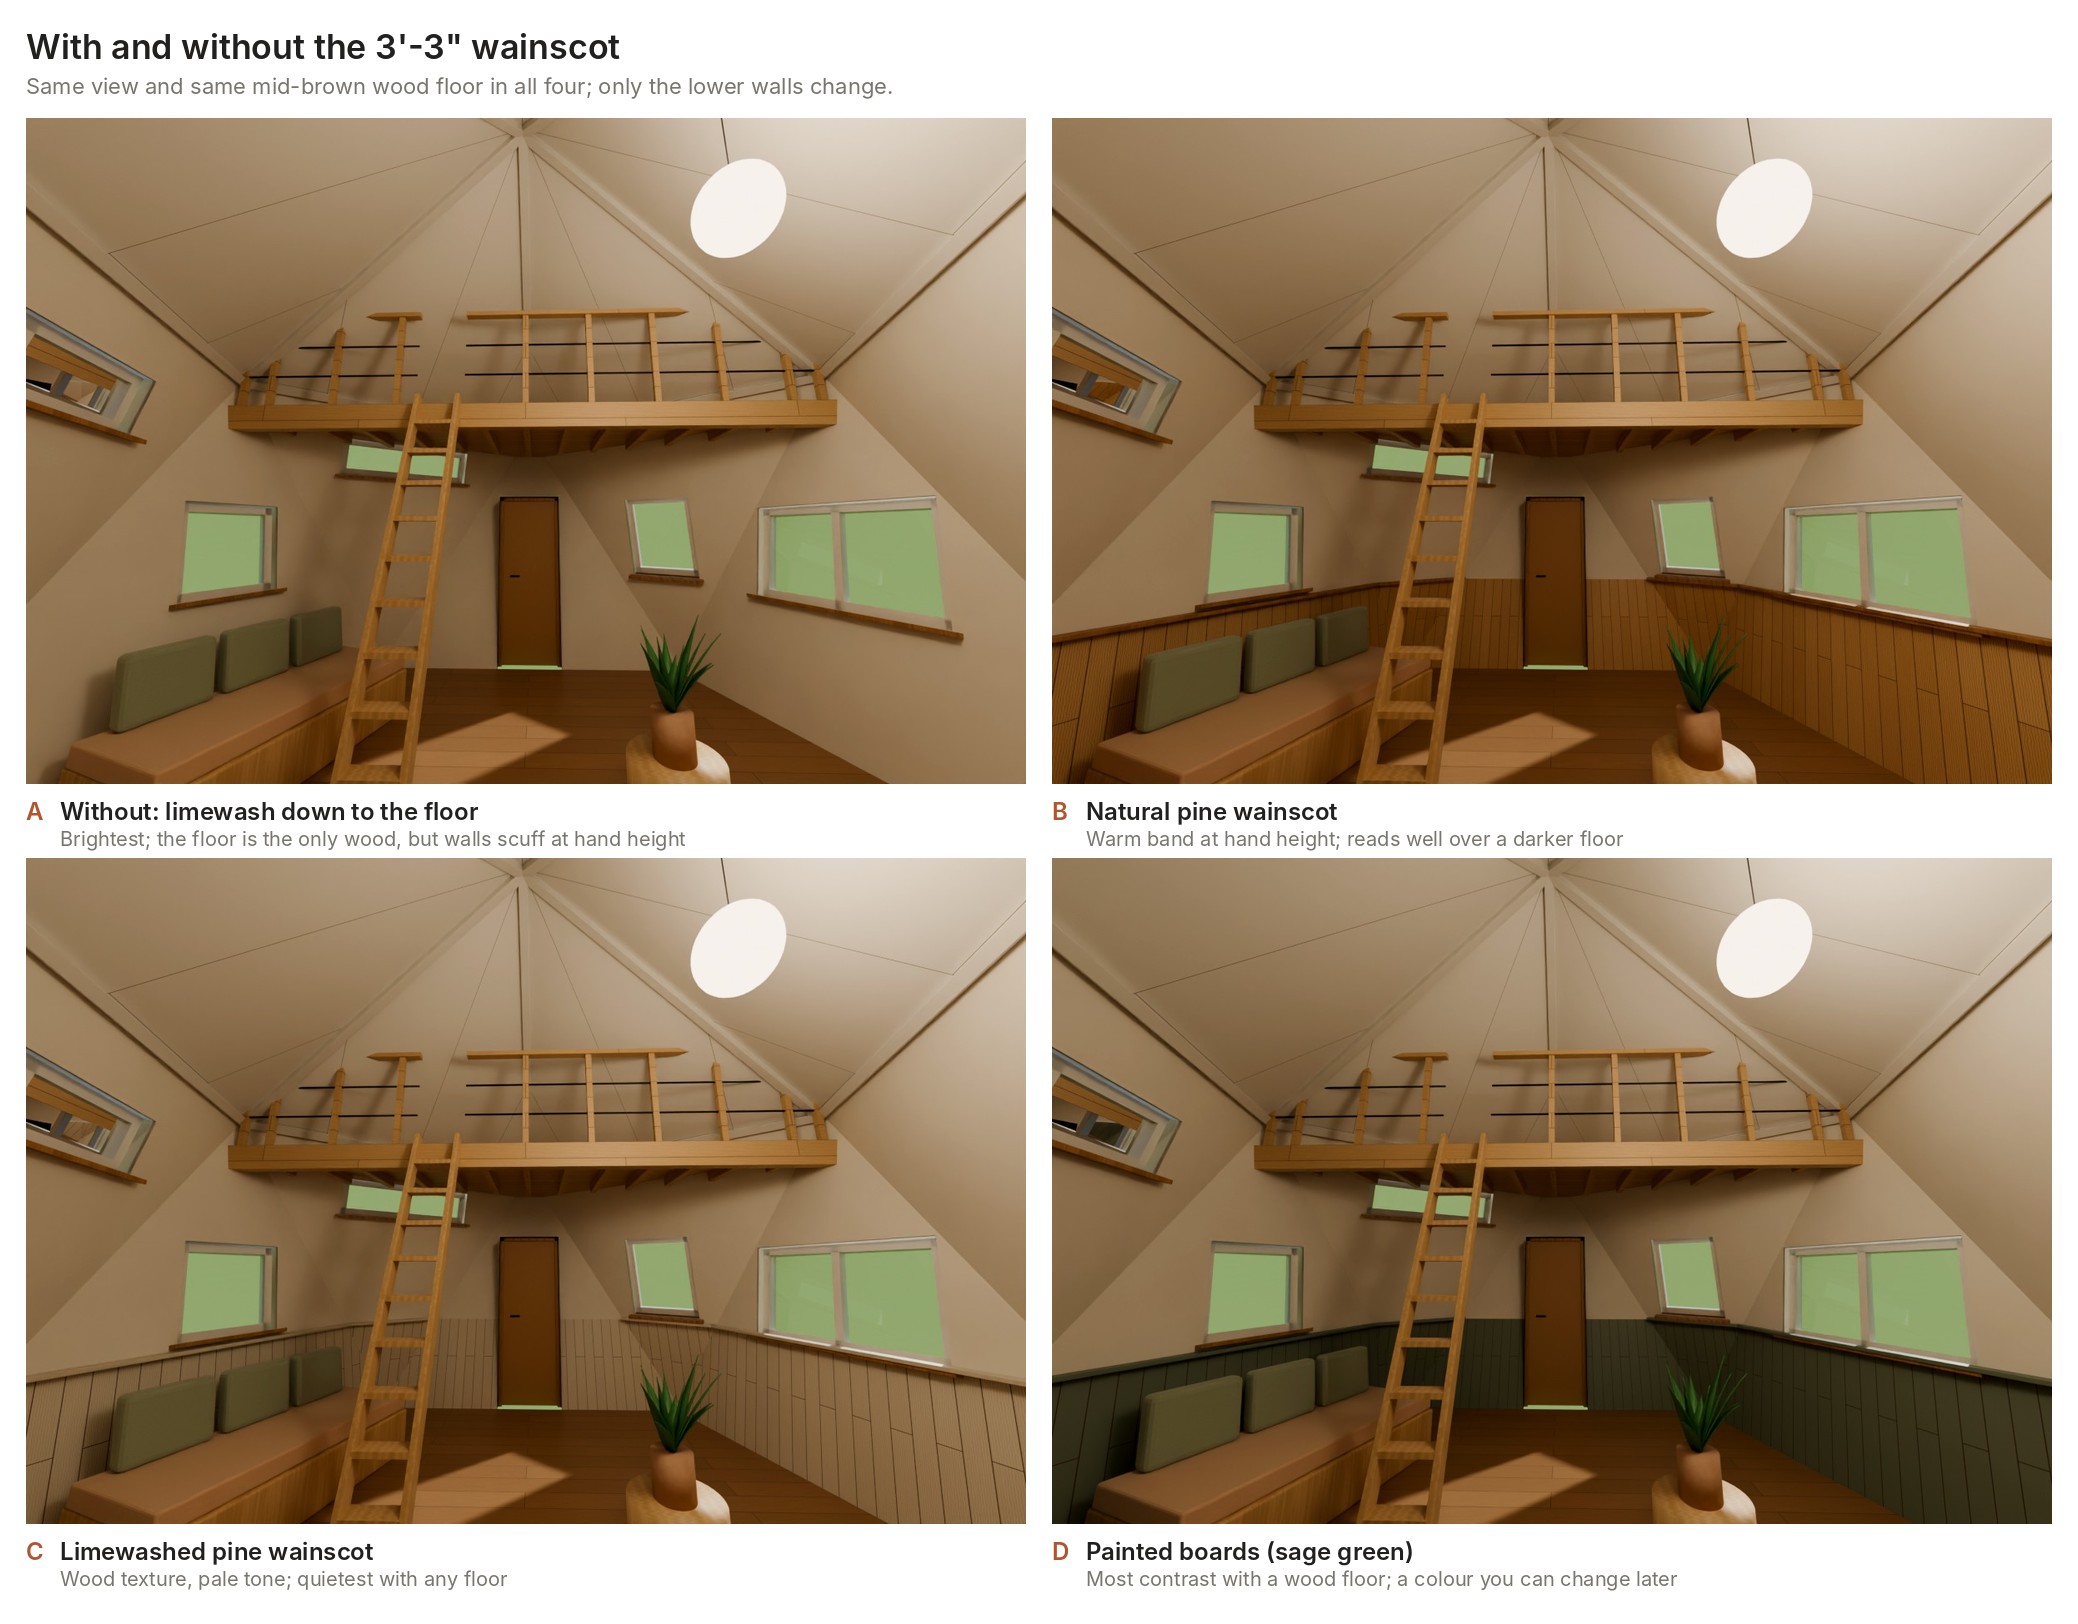 With and without the 3'-3" wainscot
Same view and same mid-brown wood floor in all four; only the lower walls change.
A Without: limewash down to the floor
Brightest; the floor is the only wood, but walls scuff at hand height
B Natural pine wainscot
Warm band at hand height; reads well over a darker floor
C Limewashed pine wainscot
Wood texture, pale tone; quietest with any floor
D Painted boards (sage green)
Most contrast with a wood floor; a colour you can change later